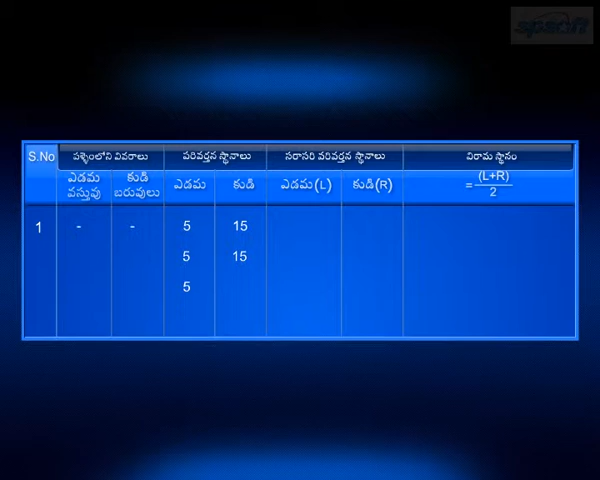 S.No పళ్ళెంలోని వివరాలు పరివర్తన స్థానాలు సరాసరి పరివర్తన స్థానాలు విరామ స్థానం
ఎడమ వస్తువు కుడి బరువులు ఎడమ కుడి ఎడమ(L) కుడి(R) =(L+R)/2
1 - - 5 15
5 15
5